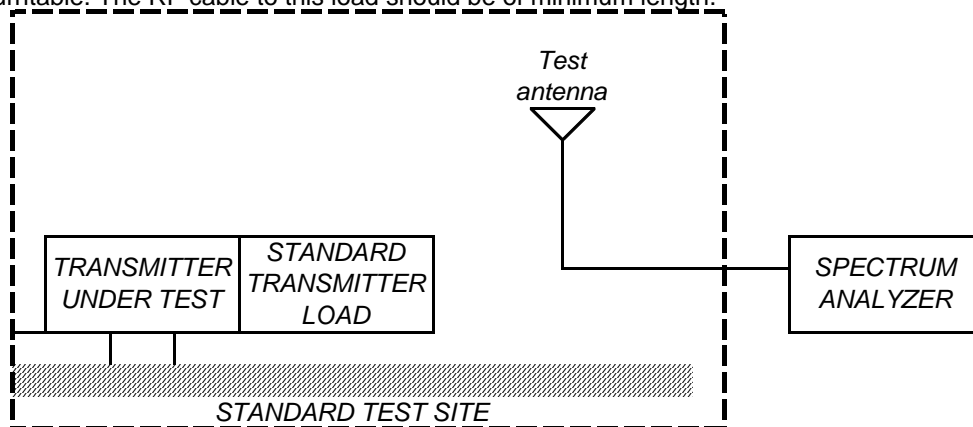 turntable. The RF cable to this load should be of minimum length.
Test
antenna
TRANSMITTER
UNDER TEST
STANDARD
TRANSMITTER
LOAD
SPECTRUM
ANALYZER
STANDARD TEST SITE